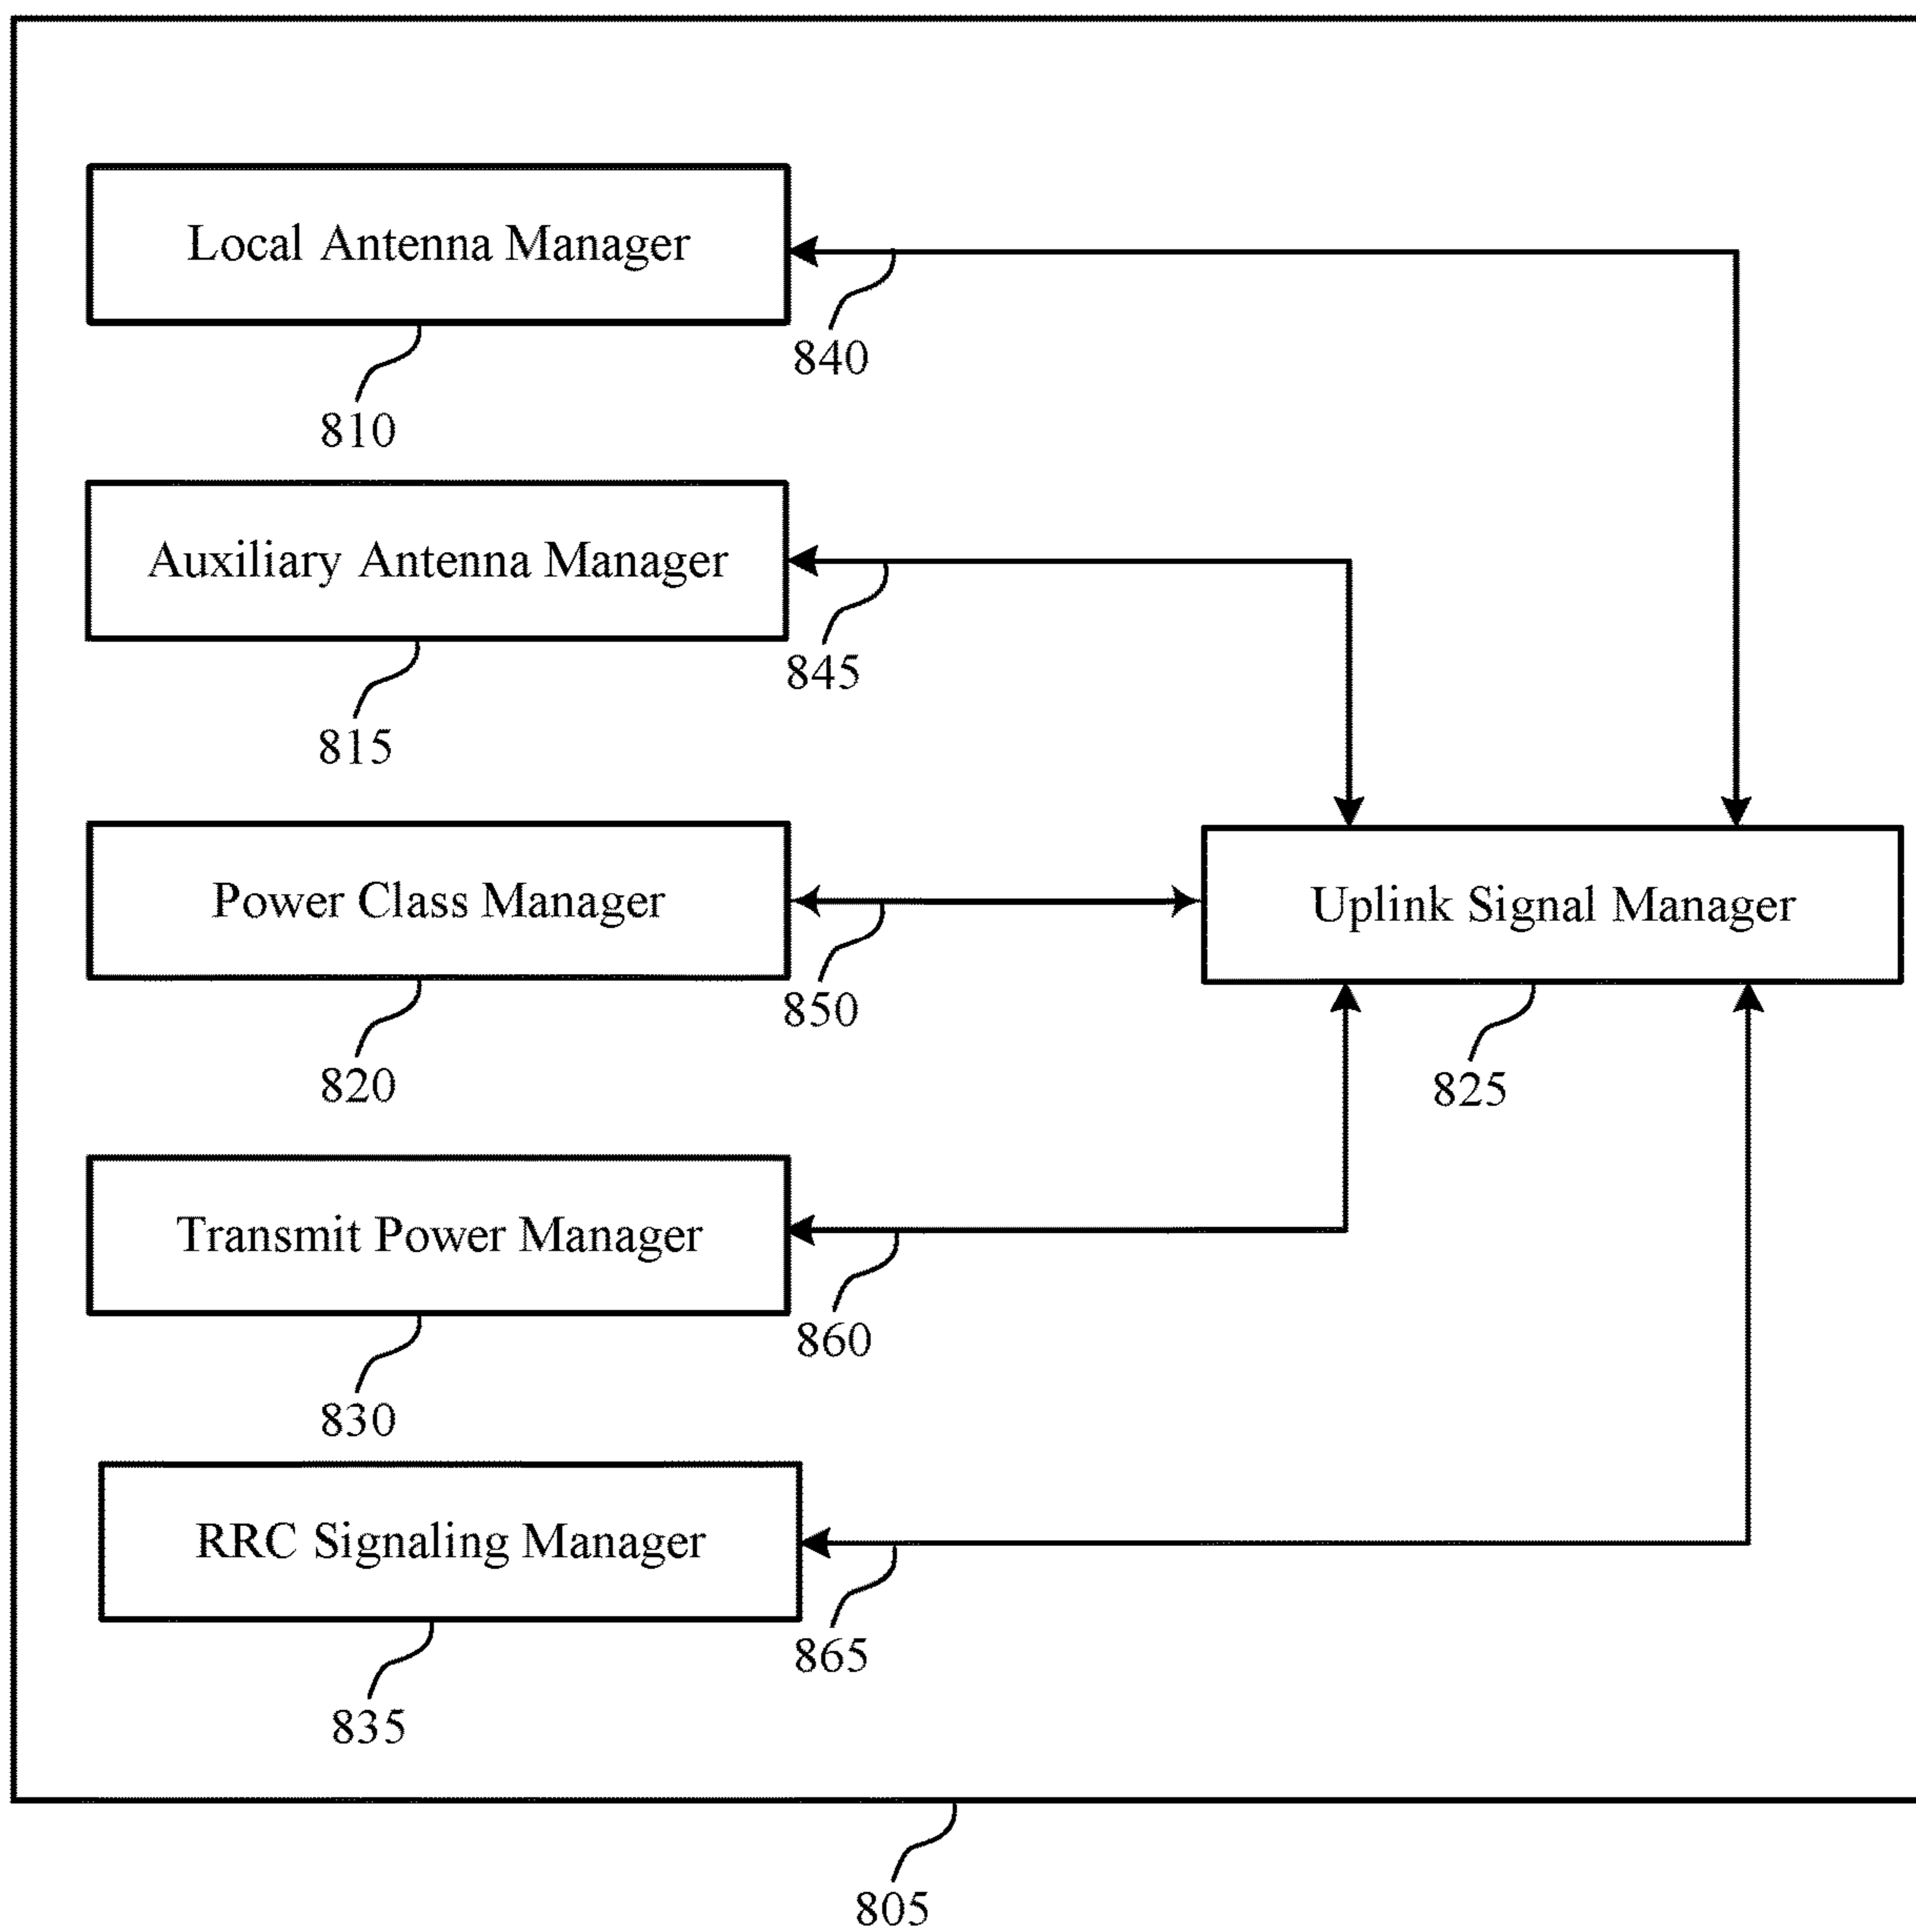 Local Antenna Manager
840
810
Auxiliary Antenna Manager
845
815
Power Class Manager
Uplink Signal Manager
850
820
825
Transmit Power Manager
860
830
RRC Signaling Manager
865
835
805